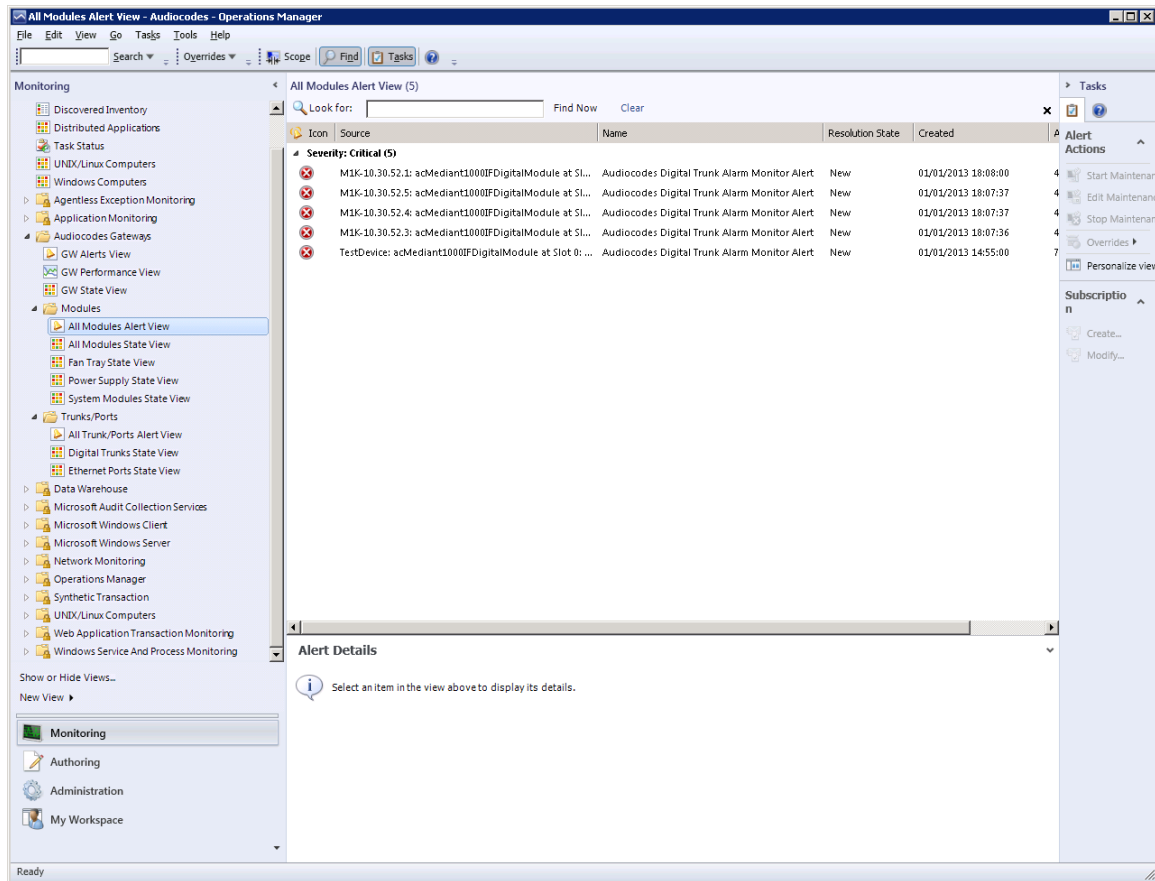 All Modules Alert View - Audiocodes - Operations Manager
File Edit View Go Tasks Tools Help
Search Overrides Scope Find Tasks
Monitoring
Discovered Inventory
Distributed Applications
Task Status
UNIX/Linux Computers
Windows Computers
Agentless Exception Monitoring
Application Monitoring
Audiocodes Gateways
GW Alerts View
GW Performance View
GW State View
Modules
All Modules Alert View
All Modules State View
Fan Tray State View
Power Supply State View
System Modules State View
Trunks/Ports
All Trunk/Ports Alert View
Digital Trunks State View
Ethernet Ports State View
Data Warehouse
Microsoft Audit Collection Services
Microsoft Windows Client
Microsoft Windows Server
Network Monitoring
Operations Manager
Synthetic Transaction
UNIX/Linux Computers
Web Application Transaction Monitoring
Windows Service And Process Monitoring
Show or Hide Views...
New View
Monitoring
Authoring
Administration
My Workspace
All Modules Alert View (5)
Look for: Find Now Clear
Icon Source Name Resolution State Created A
Severity: Critical (5)
M1K-10.30.52.1: acMediant1000IFDigitalModule at Sl... Audiocodes Digital Trunk Alarm Monitor Alert New 01/01/2013 18:08:00 4
M1K-10.30.52.5: acMediant1000IFDigitalModule at Sl... Audiocodes Digital Trunk Alarm Monitor Alert New 01/01/2013 18:07:37 4
M1K-10.30.52.4: acMediant1000IFDigitalModule at Sl... Audiocodes Digital Trunk Alarm Monitor Alert New 01/01/2013 18:07:37 4
M1K-10.30.52.3: acMediant1000IFDigitalModule at Sl... Audiocodes Digital Trunk Alarm Monitor Alert New 01/01/2013 18:07:36 4
TestDevice: acMediant1000IFDigitalModule at Slot 0: ... Audiocodes Digital Trunk Alarm Monitor Alert New 01/01/2013 14:55:00 7
Alert Details
Select an item in the view above to display its details.
Tasks
Alert
Actions
Start Maintenan
Edit Maintenanc
Stop Maintenan
Overrides
Personalize view
Subscriptio
n
Create...
Modify...
Ready